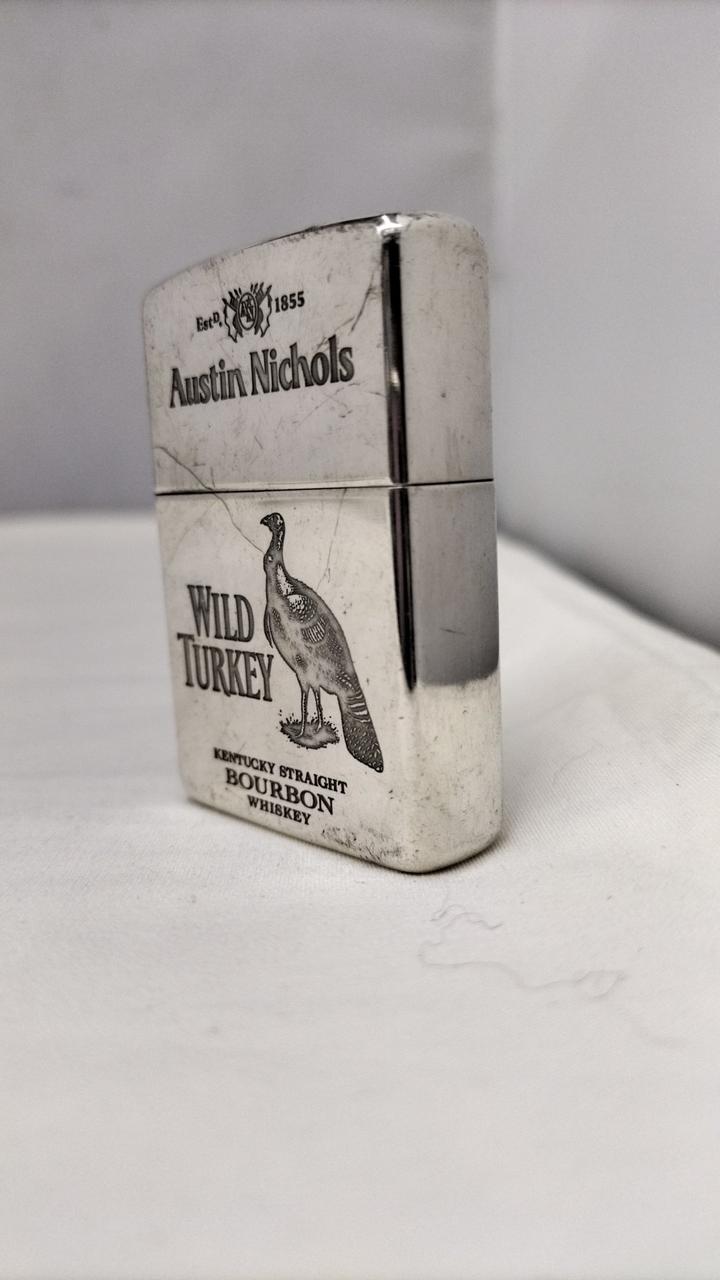 Estᴰ. 1855
Austin Nichols
WILD
TURKEY
KENTUCKY STRAIGHT
BOURBON
WHISKEY